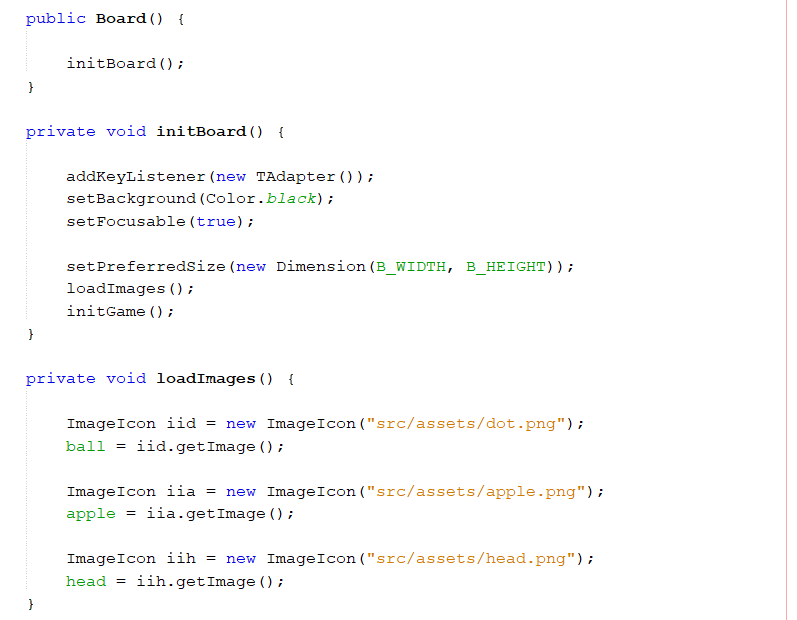 public Board() {
initBoard();
}
private void initBoard() {
addKeyListener(new TAdapter());
setBackground(Color.black);
setFocusable(true);
setPreferredSize(new Dimension(B_WIDTH, B_HEIGHT));
loadImages();
initGame();
}
private void loadImages() {
ImageIcon iid = new ImageIcon("src/assets/dot.png");
ball = iid.getImage();
ImageIcon iia = new ImageIcon("src/assets/apple.png");
apple = iia.getImage();
ImageIcon iih = new ImageIcon("src/assets/head.png");
head = iih.getImage();
}